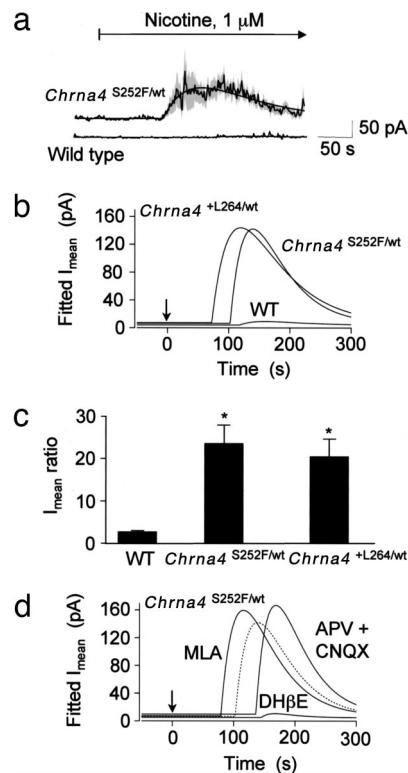 a
Nicotine, 1 μM
Chrna4 S252F/wt
Wild type
50 pA
50 s
b
Chrna4 +L264/wt
Chrna4 S252F/wt
WT
Fitted Imean (pA)
160
120
80
40
0
0 100 200 300
Time (s)
c
Imean ratio
30
20
10
0
* *
WT Chrna4 S252F/wt Chrna4 +L264/wt
d
Chrna4 S252F/wt
MLA
APV +
CNQX
DHβE
Fitted Imean (pA)
160
120
80
40
0
0 100 200 300
Time (s)